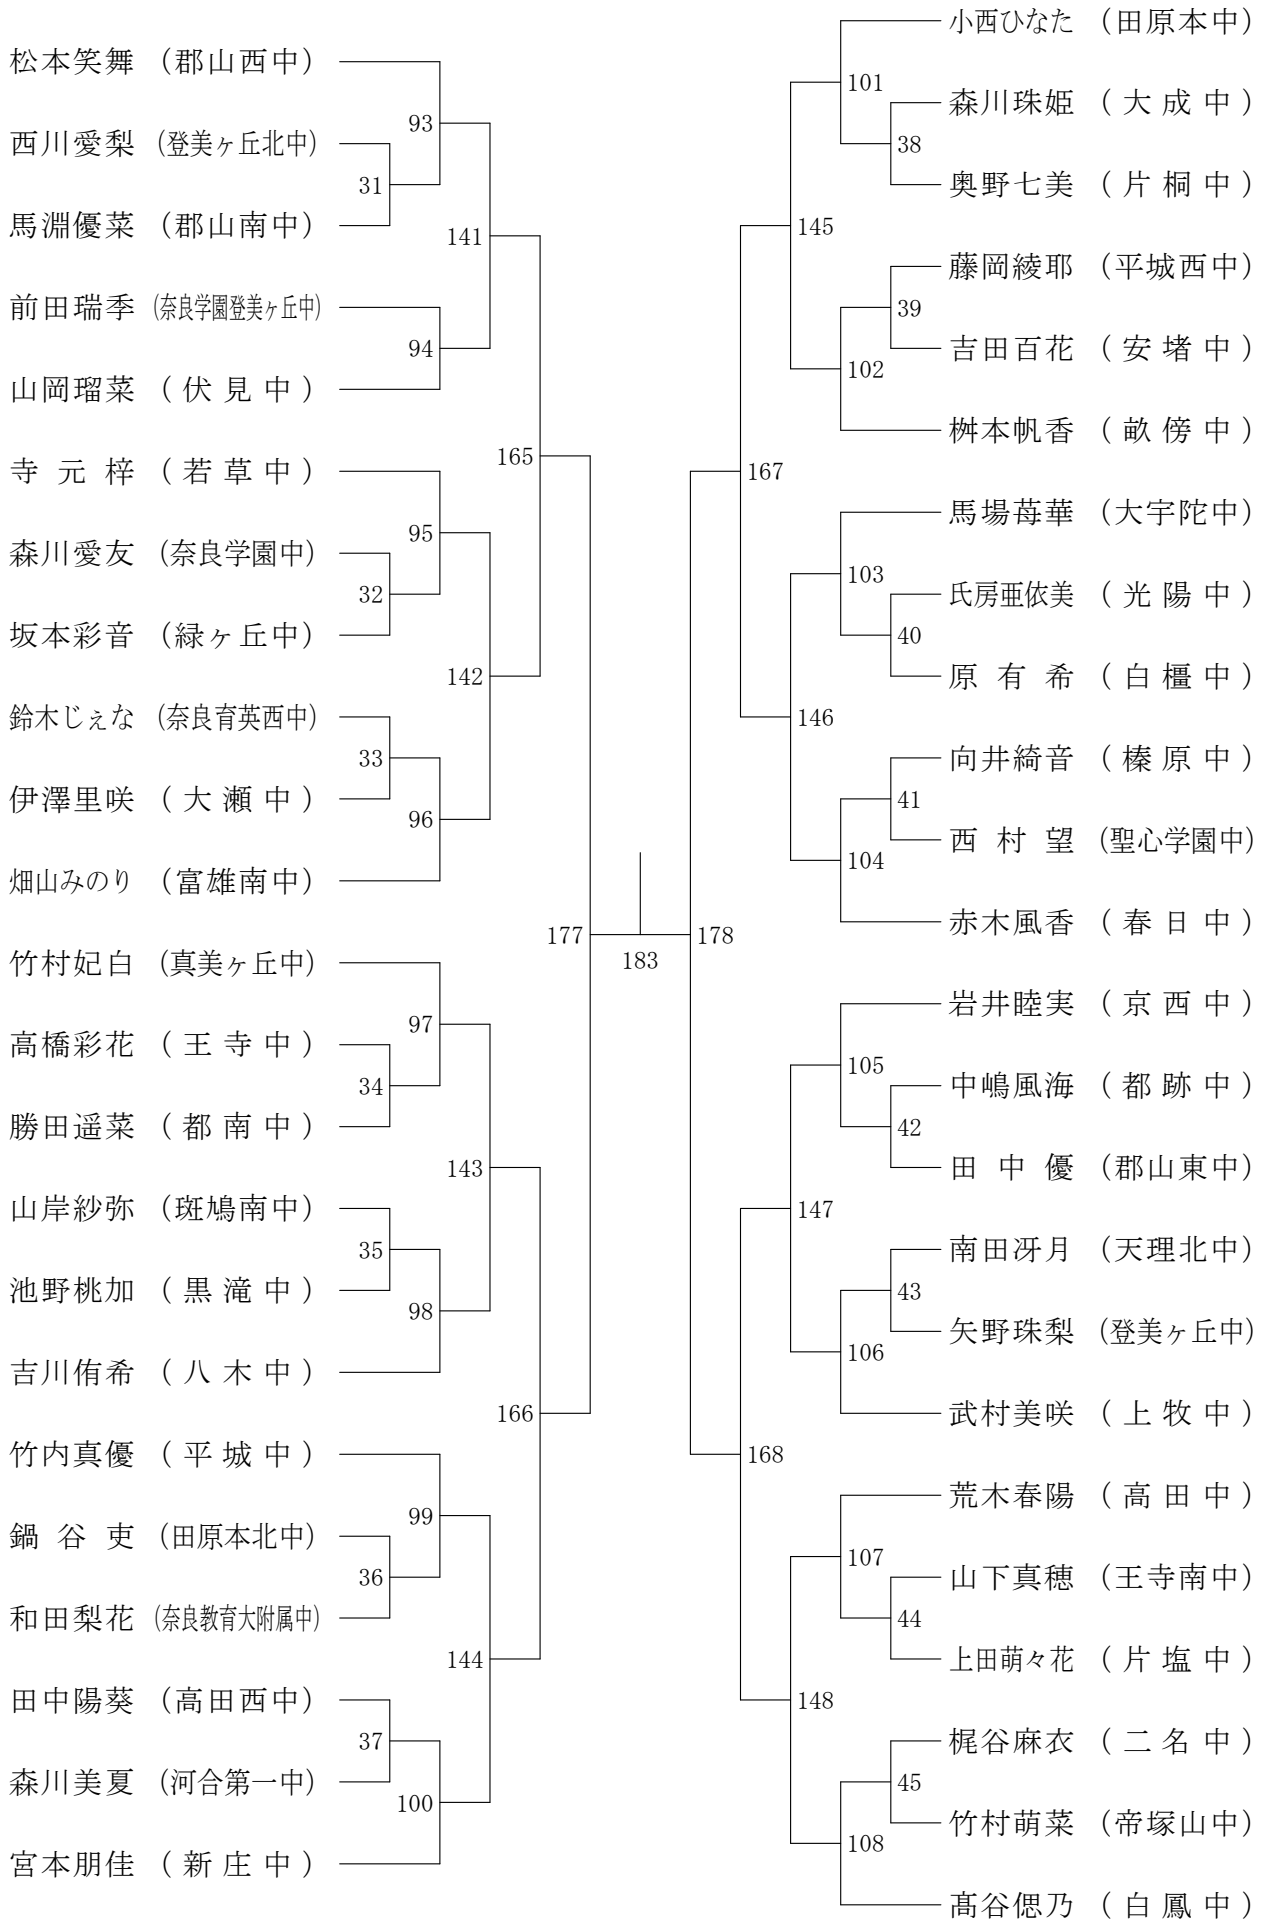 松本笑舞 (郡山西中)
西川愛梨 (登美ヶ丘北中)
馬淵優菜 (郡山南中)
前田瑞季 (奈良学園登美ヶ丘中)
山岡瑠菜 (伏見中)
寺元梓 (若草中)
森川愛友 (奈良学園中)
坂本彩音 (緑ヶ丘中)
鈴木じぇな (奈良育英西中)
伊澤里咲 (大瀬中)
畑山みのり (富雄南中)
竹村妃白 (真美ヶ丘中)
高橋彩花 (王寺中)
勝田遥菜 (都南中)
山岸紗弥 (斑鳩南中)
池野桃加 (黒滝中)
吉川侑希 (八木中)
竹内真優 (平城中)
鍋谷吏 (田原本北中)
和田梨花 (奈良教育大附属中)
田中陽葵 (高田西中)
森川美夏 (河合第一中)
宮本朋佳 (新庄中)
31
32
33
34
35
36
37
93
94
95
96
97
98
99
100
141
142
143
144
165
166
177
183
178
167
168
145
146
147
148
101
102
103
104
105
106
107
108
38
39
40
41
42
43
44
45
小西ひなた (田原本中)
森川珠姫 (大成中)
奥野七美 (片桐中)
藤岡綾耶 (平城西中)
吉田百花 (安堵中)
桝本帆香 (畝傍中)
馬場苺華 (大宇陀中)
氏房亜依美 (光陽中)
原有希 (白橿中)
向井綺音 (榛原中)
西村望 (聖心学園中)
赤木風香 (春日中)
岩井睦実 (京西中)
中嶋風海 (都跡中)
田中優 (郡山東中)
南田冴月 (天理北中)
矢野珠梨 (登美ヶ丘中)
武村美咲 (上牧中)
荒木春陽 (高田中)
山下真穂 (王寺南中)
上田萌々花 (片塩中)
梶谷麻衣 (二名中)
竹村萌菜 (帝塚山中)
髙谷偲乃 (白鳳中)